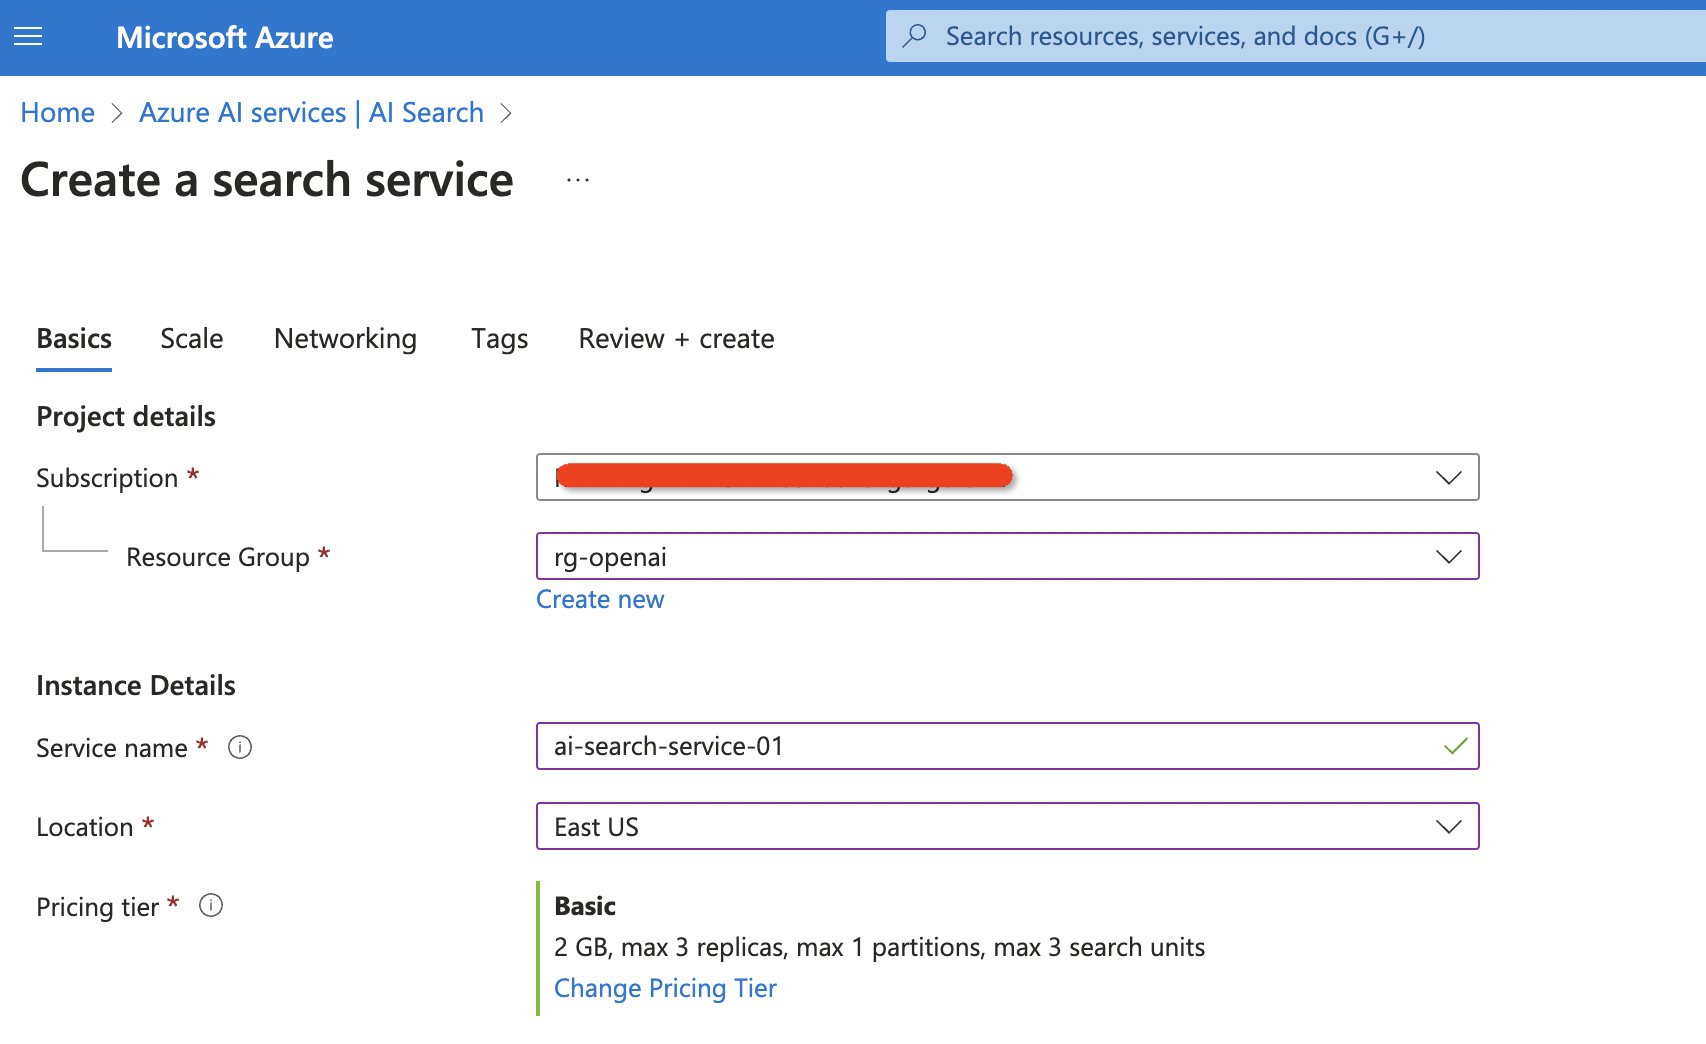 Microsoft Azure
Search resources, services, and docs (G+/)
Home > Azure AI services | AI Search >
Create a search service ...
Basics Scale Networking Tags Review + create
Project details
Subscription *
Resource Group * rg-openai
Create new
Instance Details
Service name * ai-search-service-01
Location * East US
Pricing tier * Basic
2 GB, max 3 replicas, max 1 partitions, max 3 search units
Change Pricing Tier